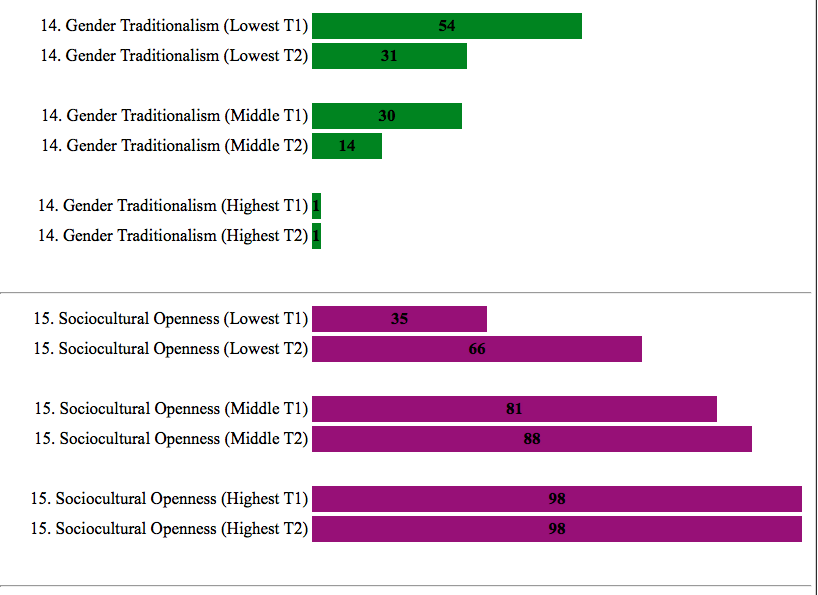 14. Gender Traditionalism (Lowest T1) 54
14. Gender Traditionalism (Lowest T2) 31
14. Gender Traditionalism (Middle T1) 30
14. Gender Traditionalism (Middle T2) 14
14. Gender Traditionalism (Highest T1) 1
14. Gender Traditionalism (Highest T2) 1
15. Sociocultural Openness (Lowest T1) 35
15. Sociocultural Openness (Lowest T2) 66
15. Sociocultural Openness (Middle T1) 81
15. Sociocultural Openness (Middle T2) 88
15. Sociocultural Openness (Highest T1) 98
15. Sociocultural Openness (Highest T2) 98